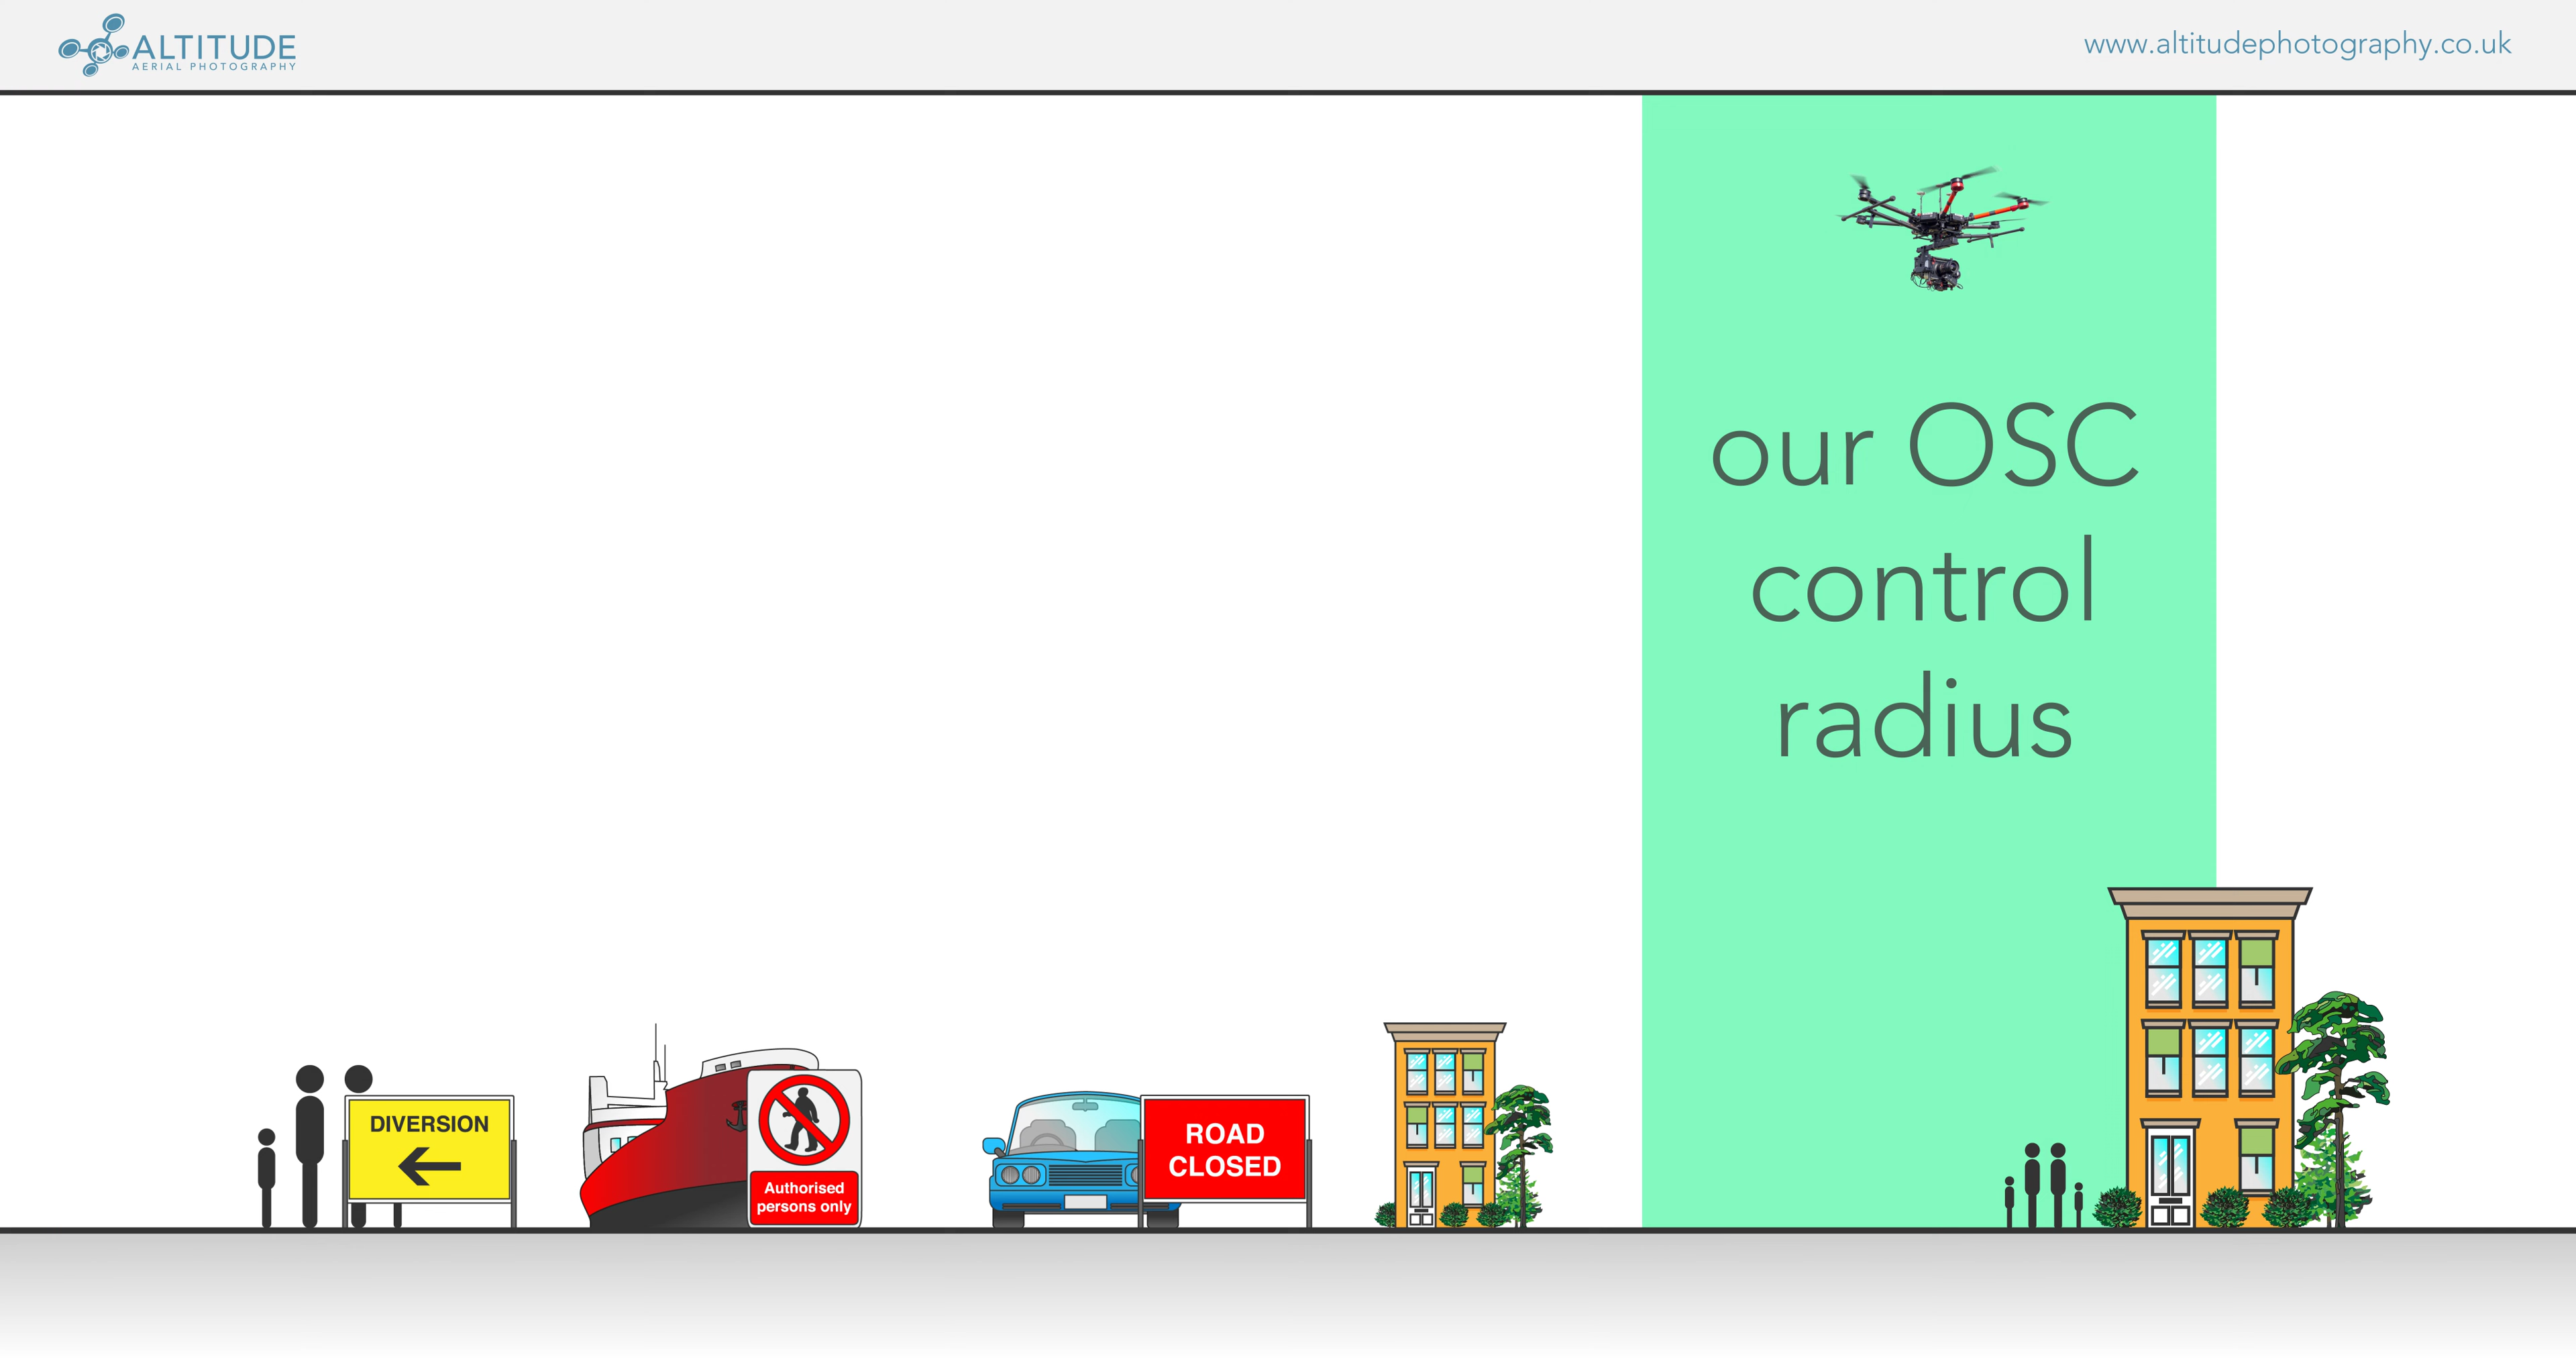 ALTITUDE
AERIAL PHOTOGRAPHY
www.altitudephotography.co.uk
our OSC
control
radius
DIVERSION
Authorised
persons only
ROAD
CLOSED